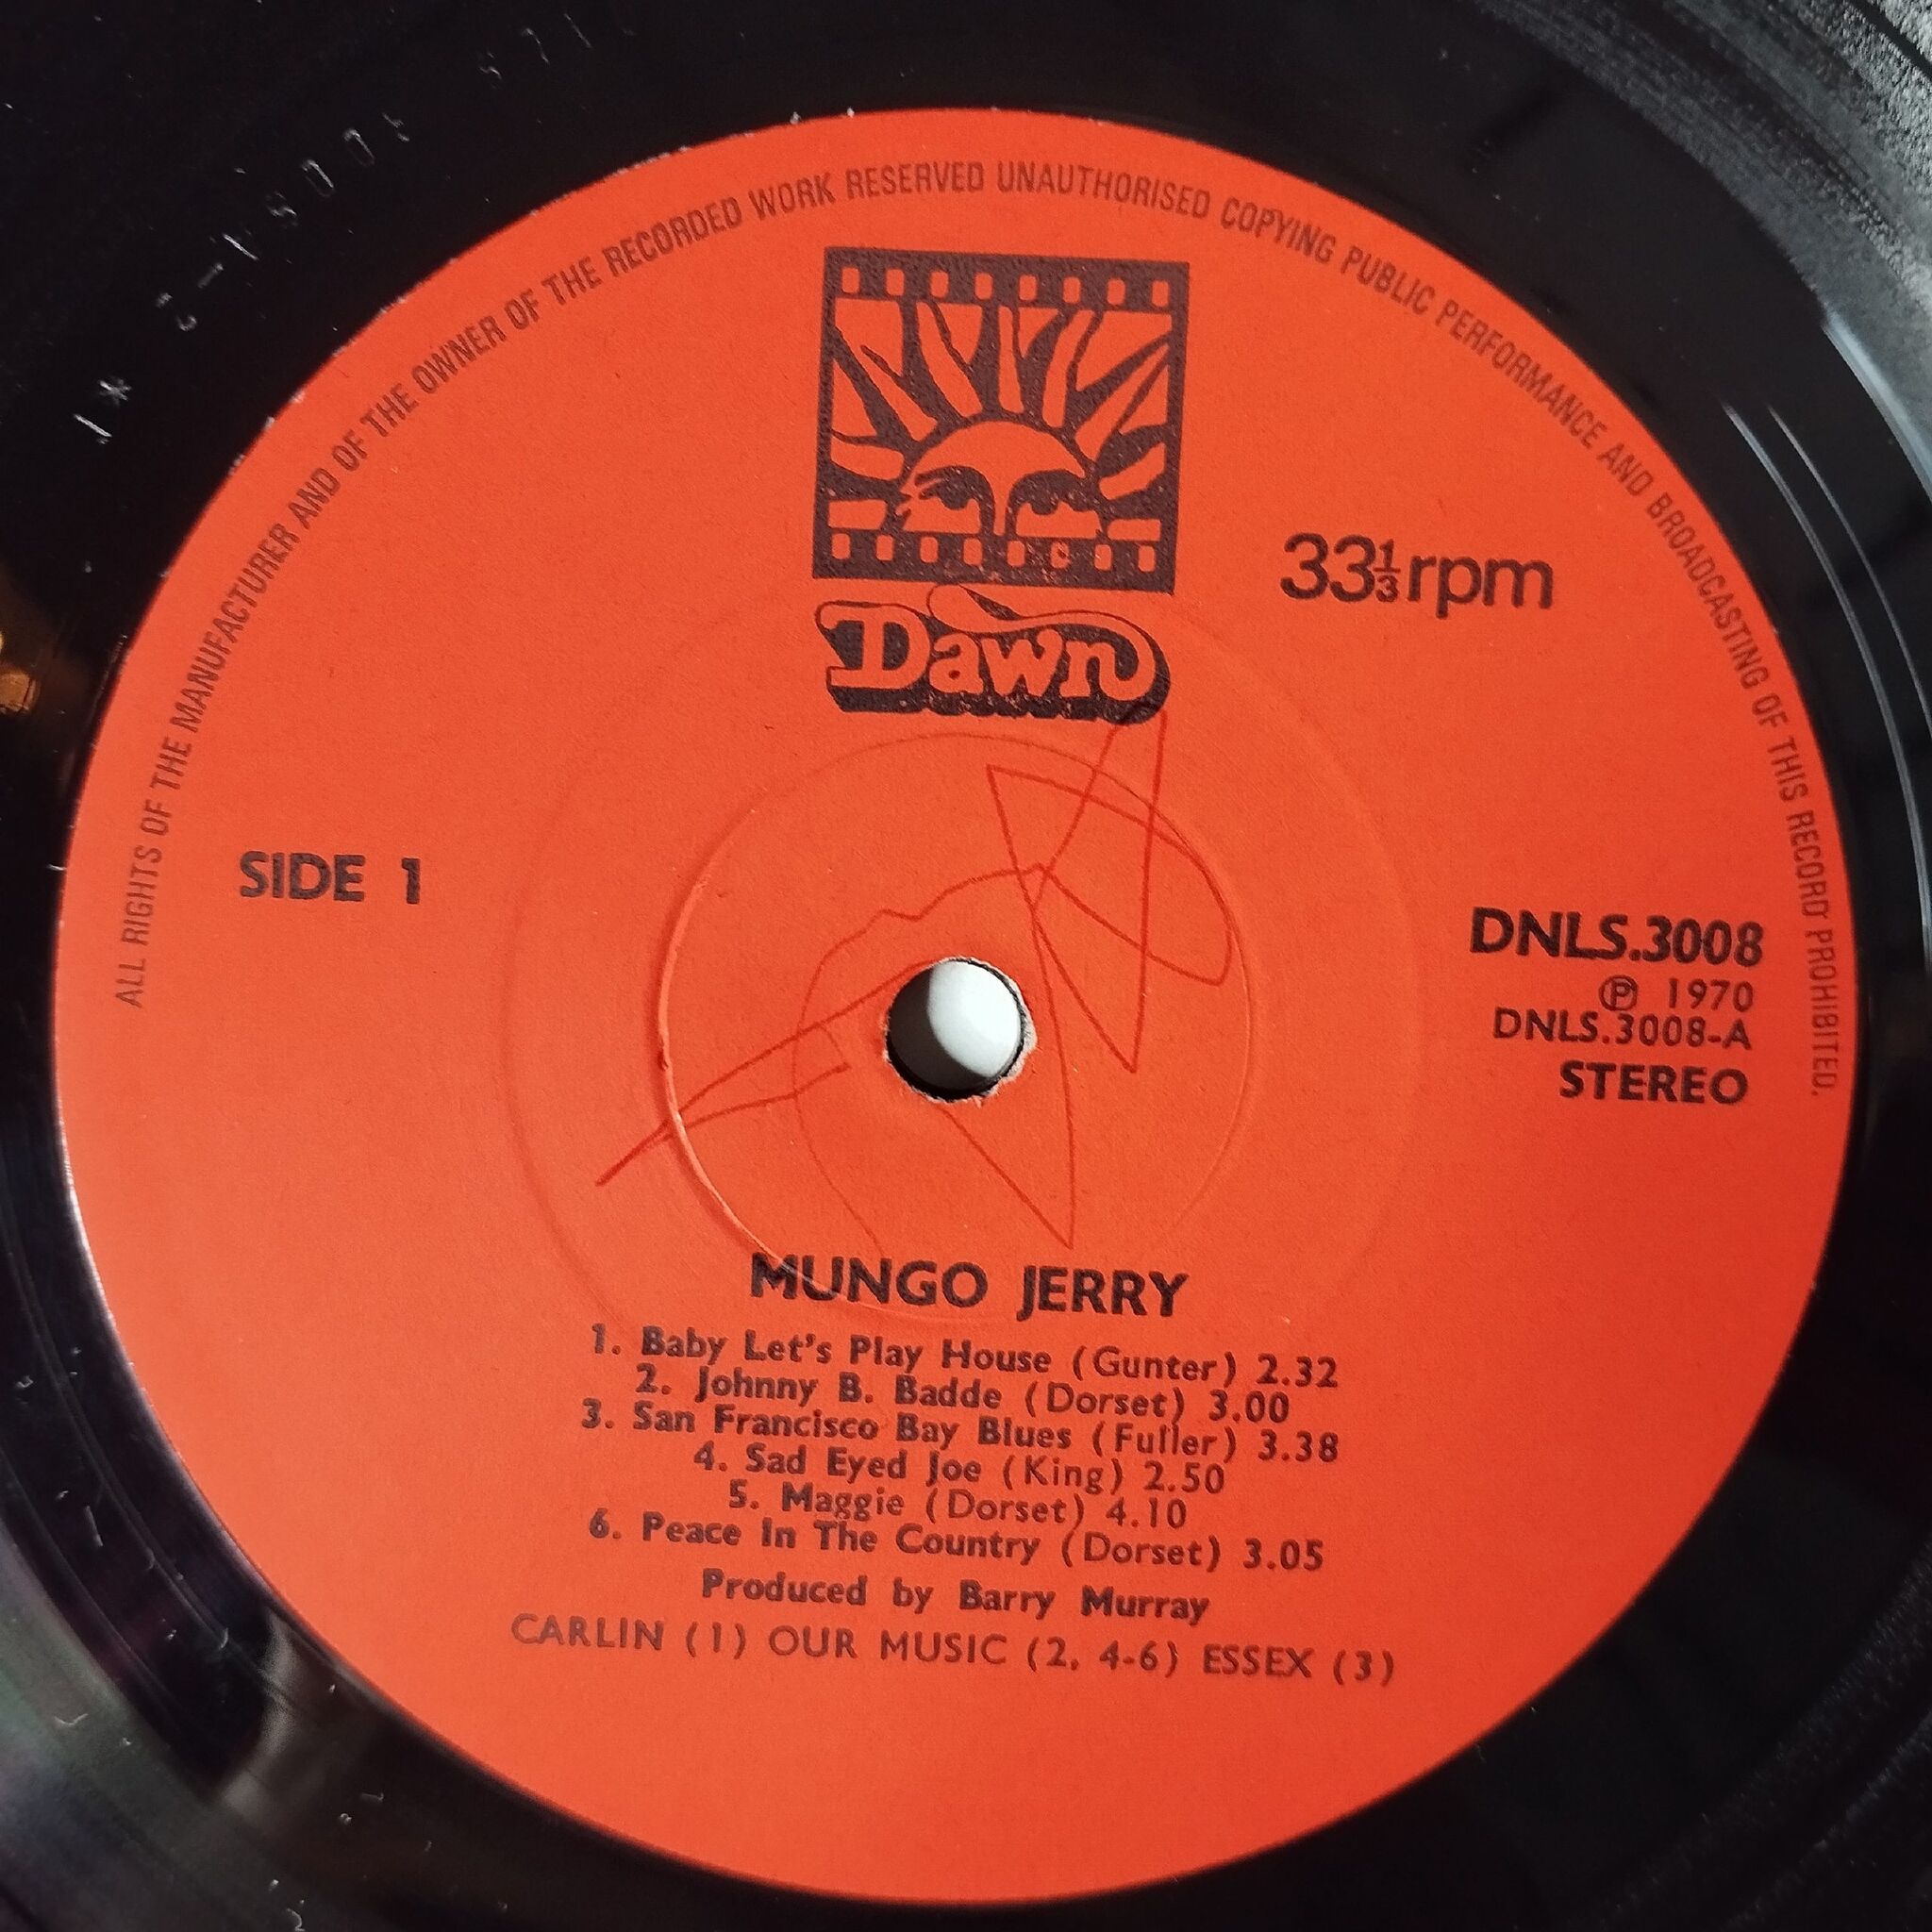 ALL RIGHTS OF THE MANUFACTURER AND OF THE OWNER OF THE RECORDED WORK RESERVED UNAUTHORISED COPYING PUBLIC PERFORMANCE AND BROADCASTING OF THIS RECORD PROHIBITED.
Dawn
33⅓rpm
SIDE 1
DNLS.3008
Ⓟ 1970
DNLS.3008-A
STEREO
MUNGO JERRY
1. Baby Let's Play House (Gunter) 2.32
2. Johnny B. Badde (Dorset) 3.00
3. San Francisco Bay Blues (Fuller) 3.38
4. Sad Eyed Joe (King) 2.50
5. Maggie (Dorset) 4.10
6. Peace In The Country (Dorset) 3.05
Produced by Barry Murray
CARLIN (1) OUR MUSIC (2, 4-6) ESSEX (3)